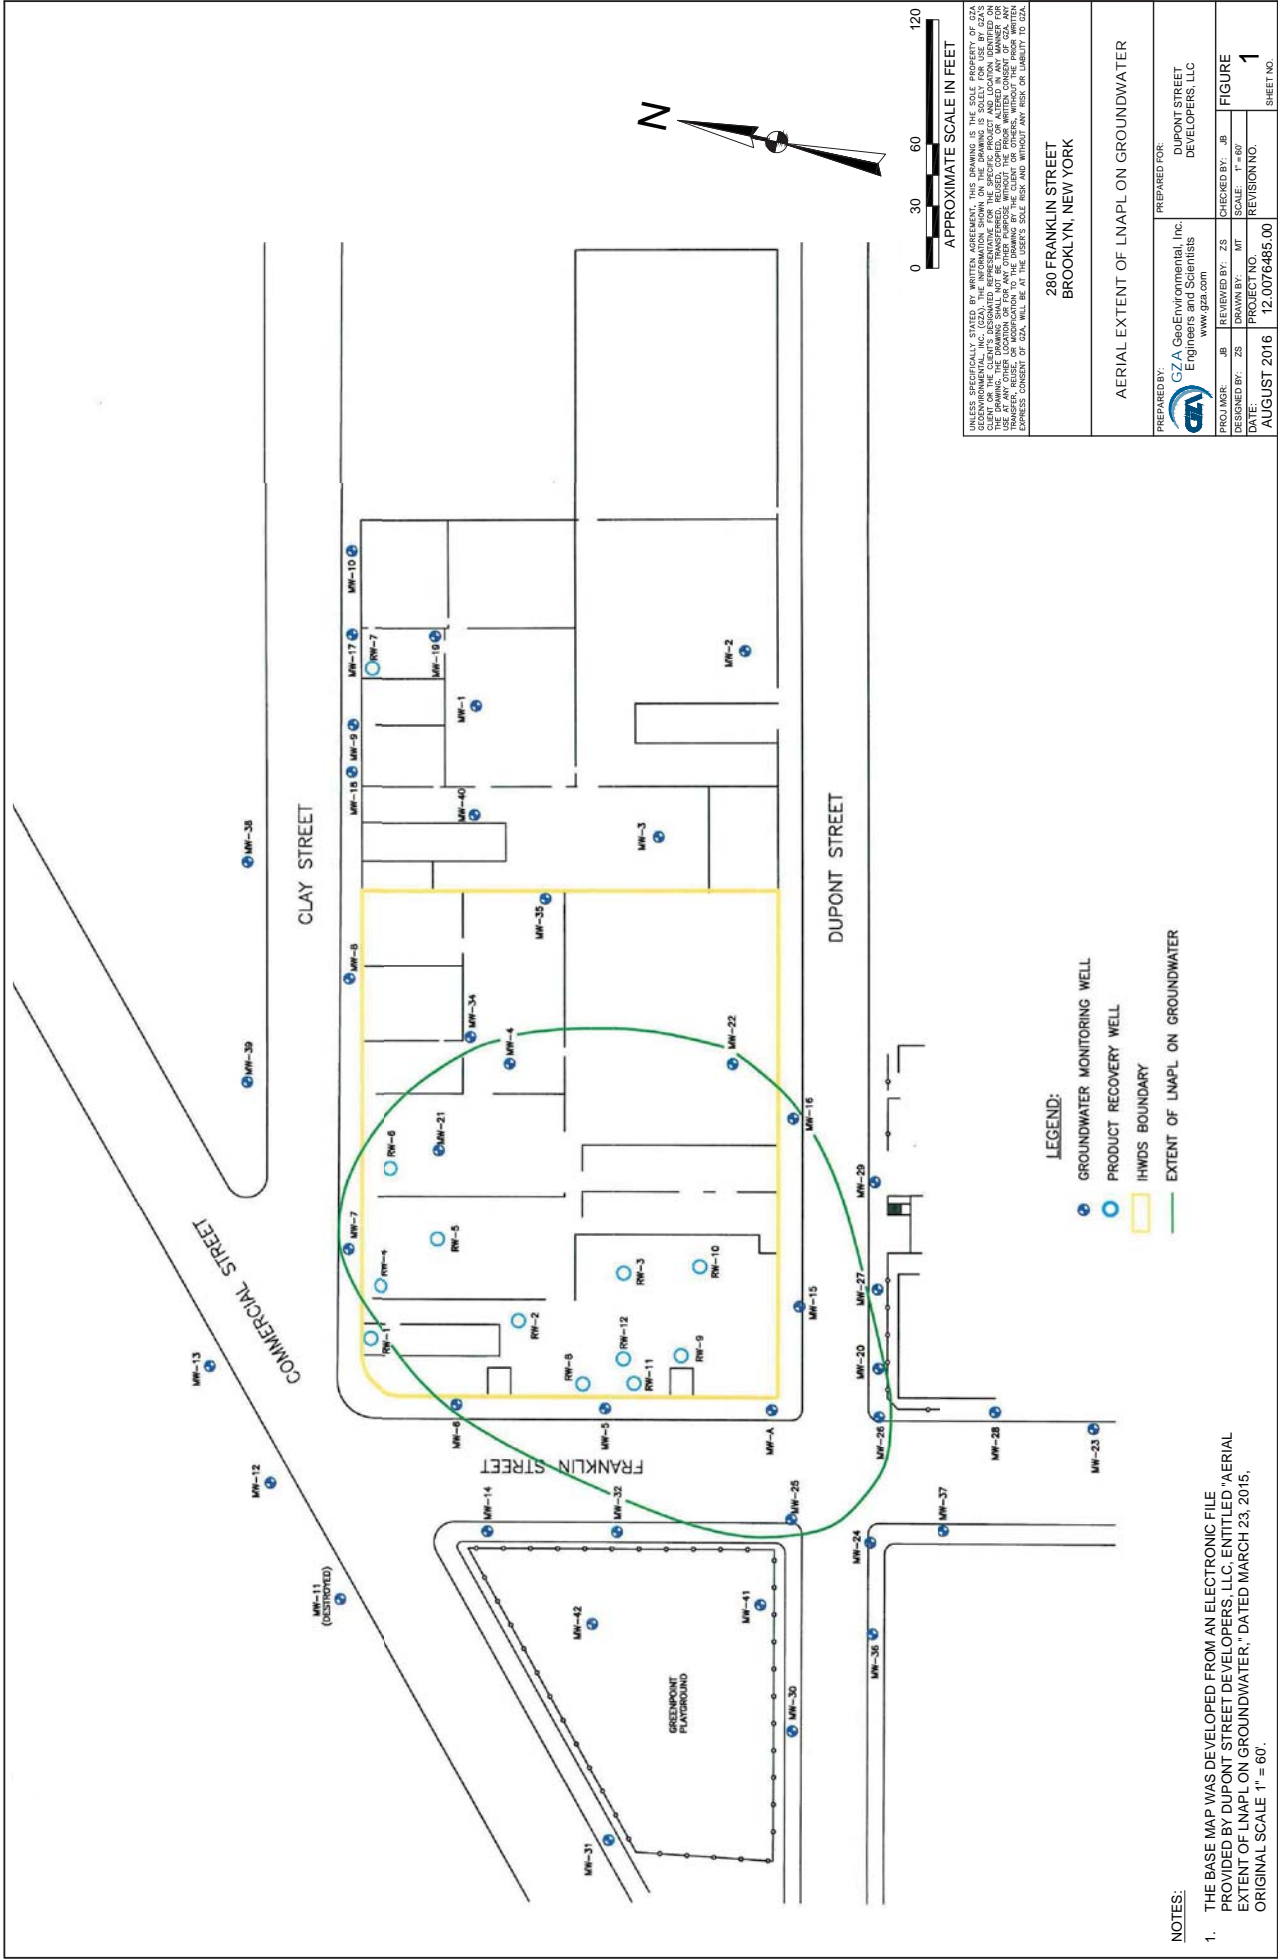 MW-38
MW-39
MW-13
MW-12
MW-11
(DESTROYED)
COMMERCIAL STREET
CLAY STREET
MW-10
MW-17
RW-7
MW-19
MW-9
MW-18
MW-1
MW-40
MW-2
MW-3
MW-8
MW-35
MW-34
MW-4
MW-22
MW-21
RW-6
MW-16
MW-7
RW-5
RW-4
RW-3
RW-10
RW-1
RW-2
RW-12
RW-8
RW-11
RW-9
MW-15
MW-6
MW-5
MW-A
FRANKLIN STREET
DUPONT STREET
MW-29
MW-27
MW-20
MW-26
MW-28
MW-23
MW-14
MW-32
MW-25
MW-24
MW-37
MW-42
MW-41
MW-36
MW-30
MW-31
GREENPOINT
PLAYGROUND
LEGEND:
GROUNDWATER MONITORING WELL
PRODUCT RECOVERY WELL
IHWDS BOUNDARY
EXTENT OF LNAPL ON GROUNDWATER
NOTES:
1. THE BASE MAP WAS DEVELOPED FROM AN ELECTRONIC FILE
PROVIDED BY DUPONT STREET DEVELOPERS, LLC, ENTITLED "AERIAL
EXTENT OF LNAPL ON GROUNDWATER," DATED MARCH 23, 2015,
ORIGINAL SCALE 1" = 60'.
N
0 30 60 120
APPROXIMATE SCALE IN FEET
UNLESS SPECIFICALLY STATED BY WRITTEN AGREEMENT, THIS DRAWING IS THE SOLE PROPERTY OF GZA
GEOENVIRONMENTAL, INC. (GZA). THE INFORMATION SHOWN ON THE DRAWING IS SOLELY FOR USE BY GZA'S
CLIENT OR THE CLIENT'S DESIGNATED REPRESENTATIVE FOR THE SPECIFIC PROJECT AND LOCATION IDENTIFIED ON
THE DRAWING. THE DRAWING SHALL NOT BE TRANSFERRED, REUSED, COPIED, OR ALTERED IN ANY MANNER FOR
USE AT ANY OTHER LOCATION OR FOR ANY OTHER PURPOSE WITHOUT THE PRIOR WRITTEN CONSENT OF GZA. ANY
TRANSFER, REUSE, OR MODIFICATION TO THE DRAWING BY THE CLIENT OR OTHERS, WITHOUT THE PRIOR WRITTEN
EXPRESS CONSENT OF GZA, WILL BE AT THE USER'S SOLE RISK AND WITHOUT ANY RISK OR LIABILITY TO GZA.
280 FRANKLIN STREET
BROOKLYN, NEW YORK
AERIAL EXTENT OF LNAPL ON GROUNDWATER
PREPARED BY:
GZA
GZA GeoEnvironmental, Inc.
Engineers and Scientists
www.gza.com
PREPARED FOR:
DUPONT STREET
DEVELOPERS, LLC
PROJ MGR: JB REVIEWED BY: ZS CHECKED BY: JB
DESIGNED BY: ZS DRAWN BY: MT SCALE: 1" = 60'
DATE: PROJECT NO. REVISION NO.
AUGUST 2016 12.0076485.00
FIGURE
1
SHEET NO.